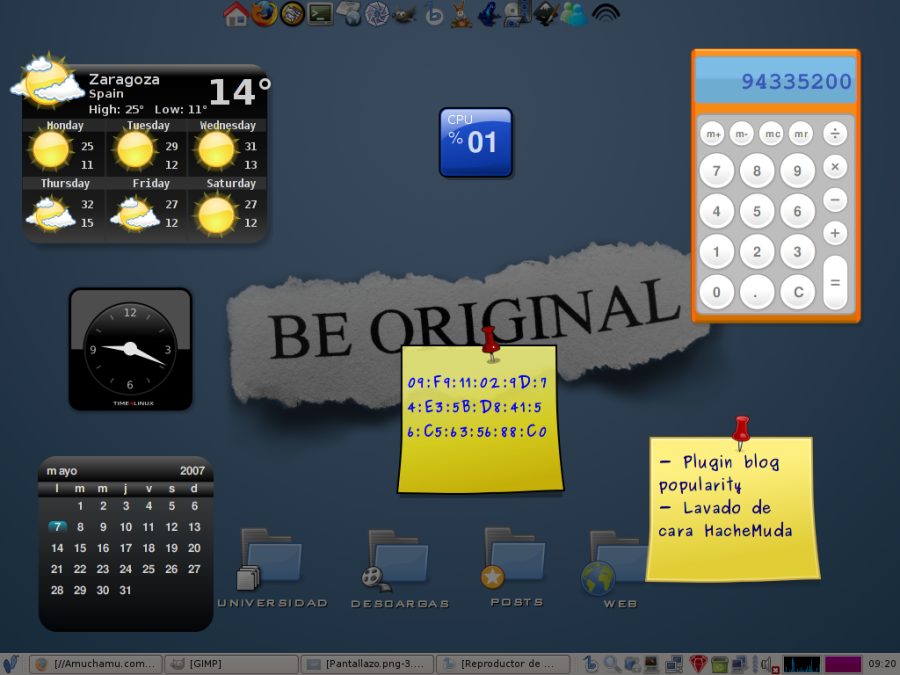 Zaragoza
Spain
14°
High: 25° Low: 11°
Monday Tuesday Wednesday
25 29 31
11 12 13
Thursday Friday Saturday
32 27 27
15 12 12
CPU
% 01
94335200
m+ m- mc mr ÷
7 8 9 ×
4 5 6 −
1 2 3 +
0 . C =
BE ORIGINAL
12
9 3
6
TIME4LINUX
09:F9:11:02:9D:7
4:E3:5B:D8:41:5
6:C5:63:56:88:C0
- Plugin blog
popularity
- Lavado de
cara HacheMuda
mayo 2007
l m m j v s d
1 2 3 4 5 6
7 8 9 10 11 12 13
14 15 16 17 18 19 20
21 22 23 24 25 26 27
28 29 30 31
UNIVERSIDAD DESCARGAS POSTS WEB
[//Amuchamu.com... [GIMP] [Pantallazo.png-3.... [Reproductor de ... 09:20